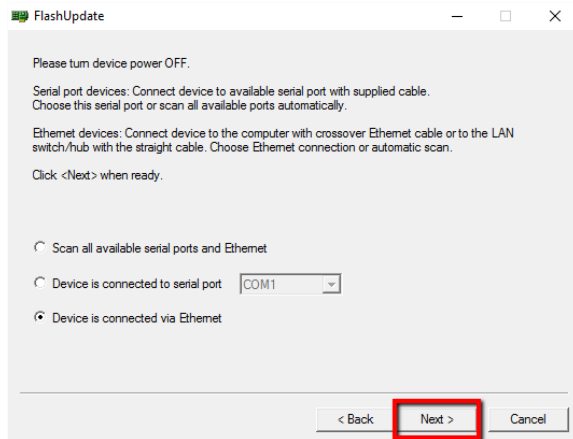 FlashUpdate
Please turn device power OFF.
Serial port devices: Connect device to available serial port with supplied cable.
Choose this serial port or scan all available ports automatically.
Ethernet devices: Connect device to the computer with crossover Ethernet cable or to the LAN
switch/hub with the straight cable. Choose Ethernet connection or automatic scan.
Click <Next> when ready.
Scan all available serial ports and Ethernet
Device is connected to serial port COM1
Device is connected via Ethernet
< Back Next > Cancel